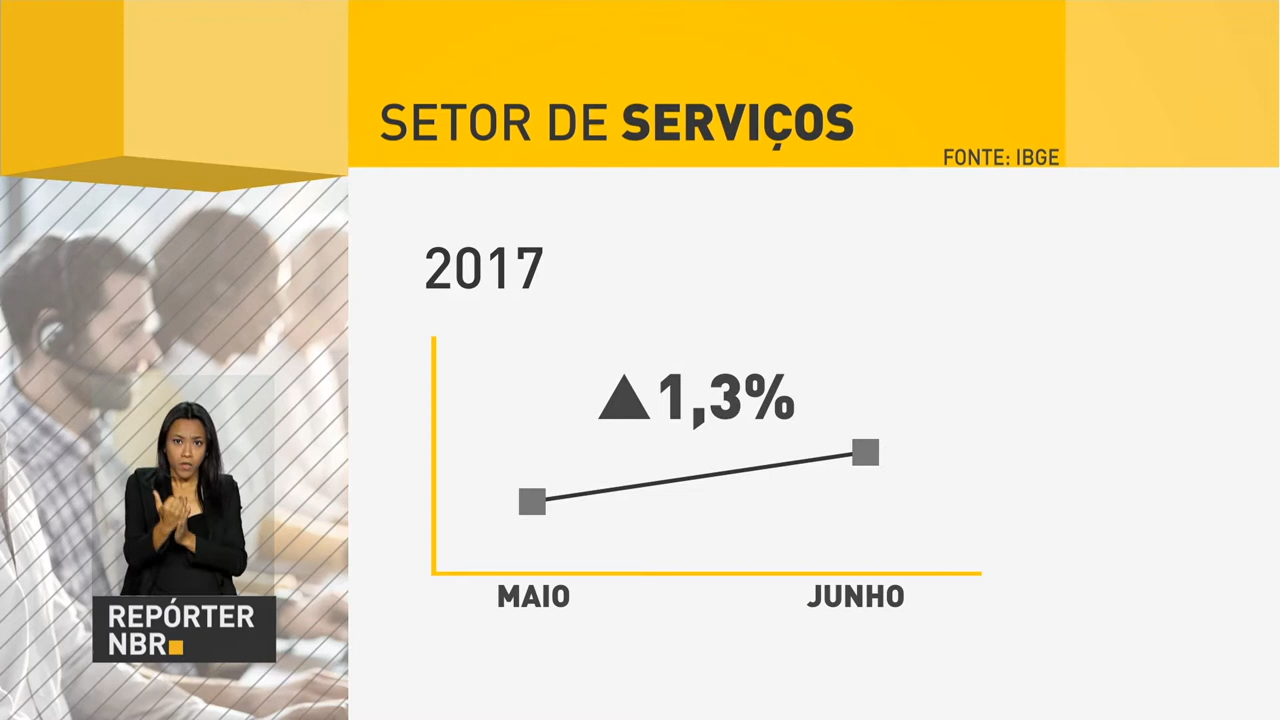 SETOR DE SERVIÇOS
FONTE: IBGE
2017
▲1,3%
MAIO
JUNHO
REPÓRTER
NBR